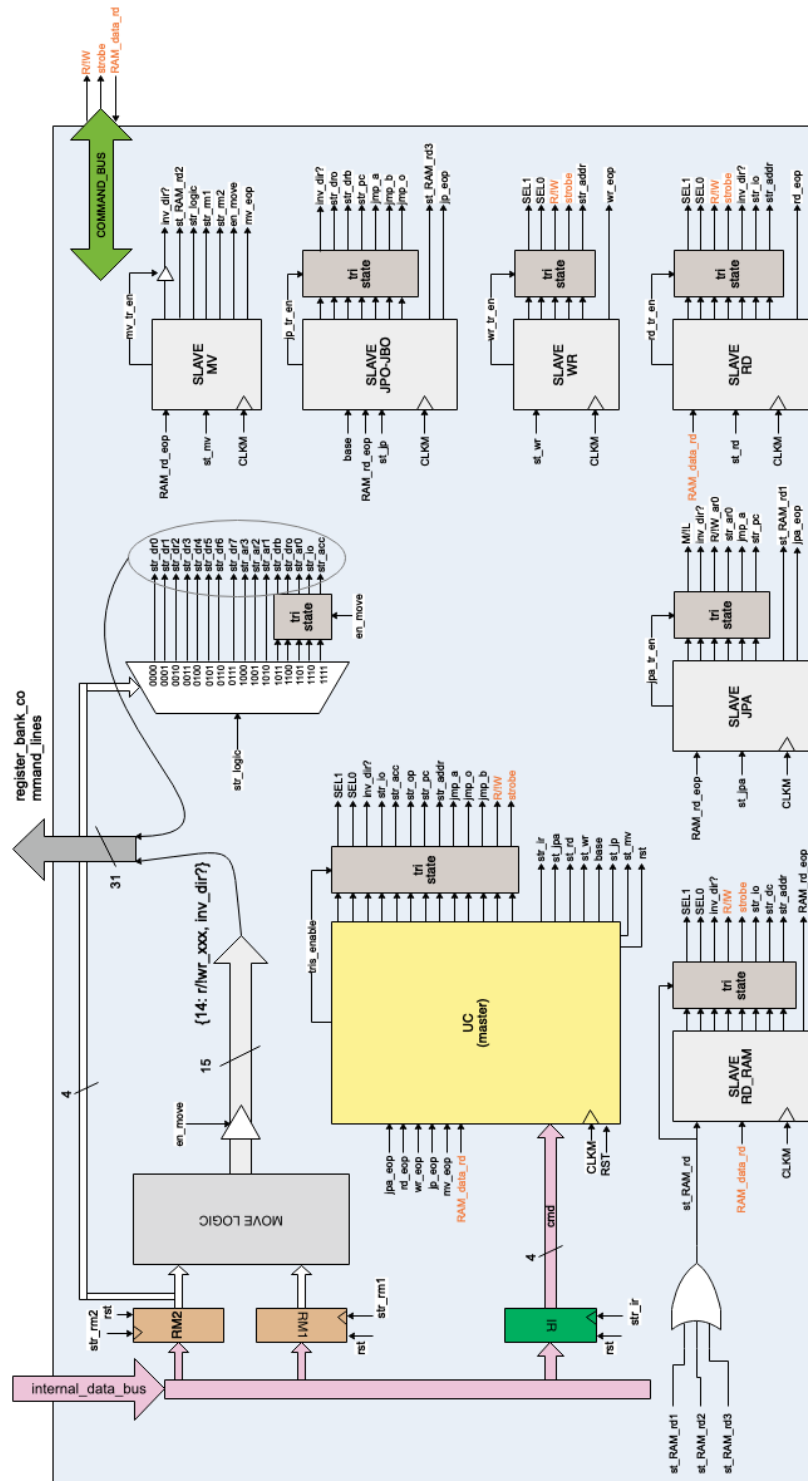 internal_data_bus
str_rm2
rst
RM2
RM1
rst
str_rm1
IR
rst
str_ir
MOVE LOGIC
en_move
4
15
{14: r/!wr_xxx, inv_dir?}
31
register_bank_co
mmand_lines
4
cmd
jpa_eop
rd_eop
wr_eop
jp_eop
mv_eop
RAM_data_rd
CLKM
RST
UC
(master)
tris_enable
tri
state
SEL1
SEL0
inv_dir?
str_io
str_acc
str_op
str_pc
str_addr
jmp_a
jmp_o
jmp_b
R/!W
strobe
str_ir
st_jpa
st_rd
st_wr
base
st_jp
st_mv
rst
str_logic
0000
0001
0010
0011
0100
0101
0110
0111
1000
1001
1010
1011
1100
1101
1110
1111
tri
state
en_move
str_dr0
str_dr1
str_dr2
str_dr3
str_dr4
str_dr5
str_dr6
str_dr7
str_ar3
str_ar2
str_ar1
str_drb
str_dro
str_ar0
str_io
str_acc
COMMAND_BUS
R/!W
strobe
RAM_data_rd
RAM_rd_eop
st_mv
CLKM
SLAVE
MV
mv_tr_en
inv_dir?
st_RAM_rd2
str_logic
str_rm1
str_rm2
en_move
mv_eop
base
RAM_rd_eop
st_jp
CLKM
SLAVE
JPO-JBO
jp_tr_en
tri
state
inv_dir?
str_dro
str_drb
str_pc
jmp_a
jmp_b
jmp_o
st_RAM_rd3
jp_eop
st_wr
CLKM
SLAVE
WR
wr_tr_en
tri
state
SEL1
SEL0
R/!W
strobe
str_addr
wr_eop
RAM_data_rd
st_rd
CLKM
SLAVE
RD
rd_tr_en
tri
state
SEL1
SEL0
R/!W
strobe
inv_dir?
str_io
str_addr
rd_eop
RAM_rd_eop
st_jpa
CLKM
SLAVE
JPA
jpa_tr_en
tri
state
M/!L
inv_dir?
R/!W_ar0
str_ar0
jmp_a
str_pc
st_RAM_rd1
jpa_eop
st_RAM_rd1
st_RAM_rd2
st_RAM_rd3
st_RAM_rd
RAM_data_rd
CLKM
SLAVE
RD_RAM
tri
state
SEL1
SEL0
inv_dir?
R/!W
strobe
str_io
str_dc
str_addr
RAM_rd_eop